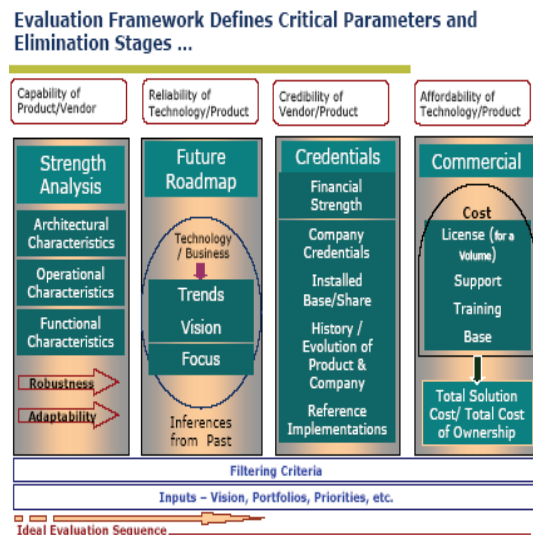 Evaluation Framework Defines Critical Parameters and
Elimination Stages ...
Capability of
Product/Vendor
Reliability of
Technology/Product
Credibility of
Vendor/Product
Affordability of
Technology/Product
Strength
Analysis
Architectural
Characteristics
Operational
Characteristics
Functional
Characteristics
Robustness
Adaptability
Future
Roadmap
Technology
/ Business
Trends
Vision
Focus
Inferences
from Past
Credentials
Financial
Strength
Company
Credentials
Installed
Base/Share
History /
Evolution of
Product &
Company
Reference
Implementations
Commercial
Cost
License (for a
Volume)
Support
Training
Base
Total Solution
Cost/ Total Cost
of Ownership
Filtering Criteria
Inputs – Vision, Portfolios, Priorities, etc.
Ideal Evaluation Sequence